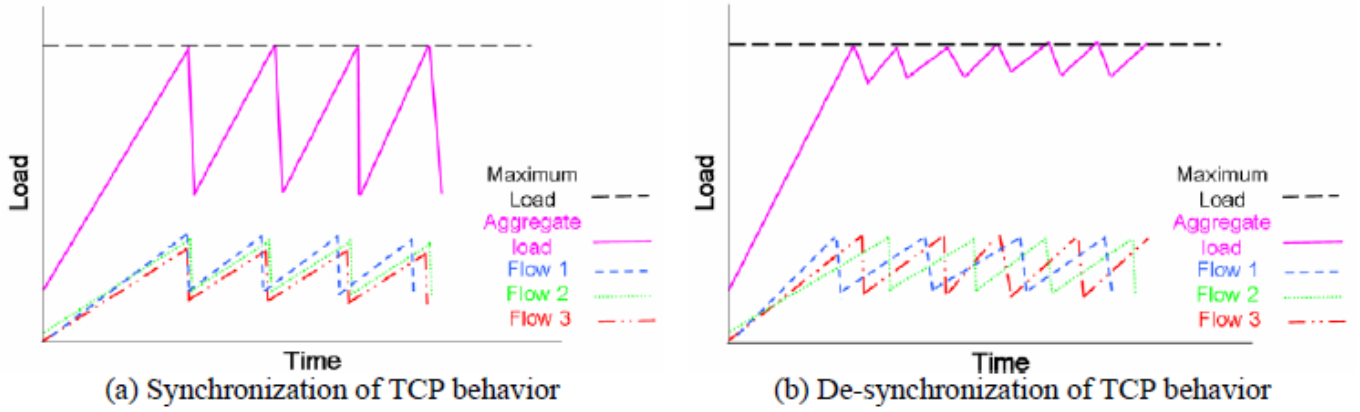 Load
Maximum
Load
Aggregate
load
Flow 1
Flow 2
Flow 3
Time
(a) Synchronization of TCP behavior
Load
Maximum
Load
Aggregate
load
Flow 1
Flow 2
Flow 3
Time
(b) De-synchronization of TCP behavior